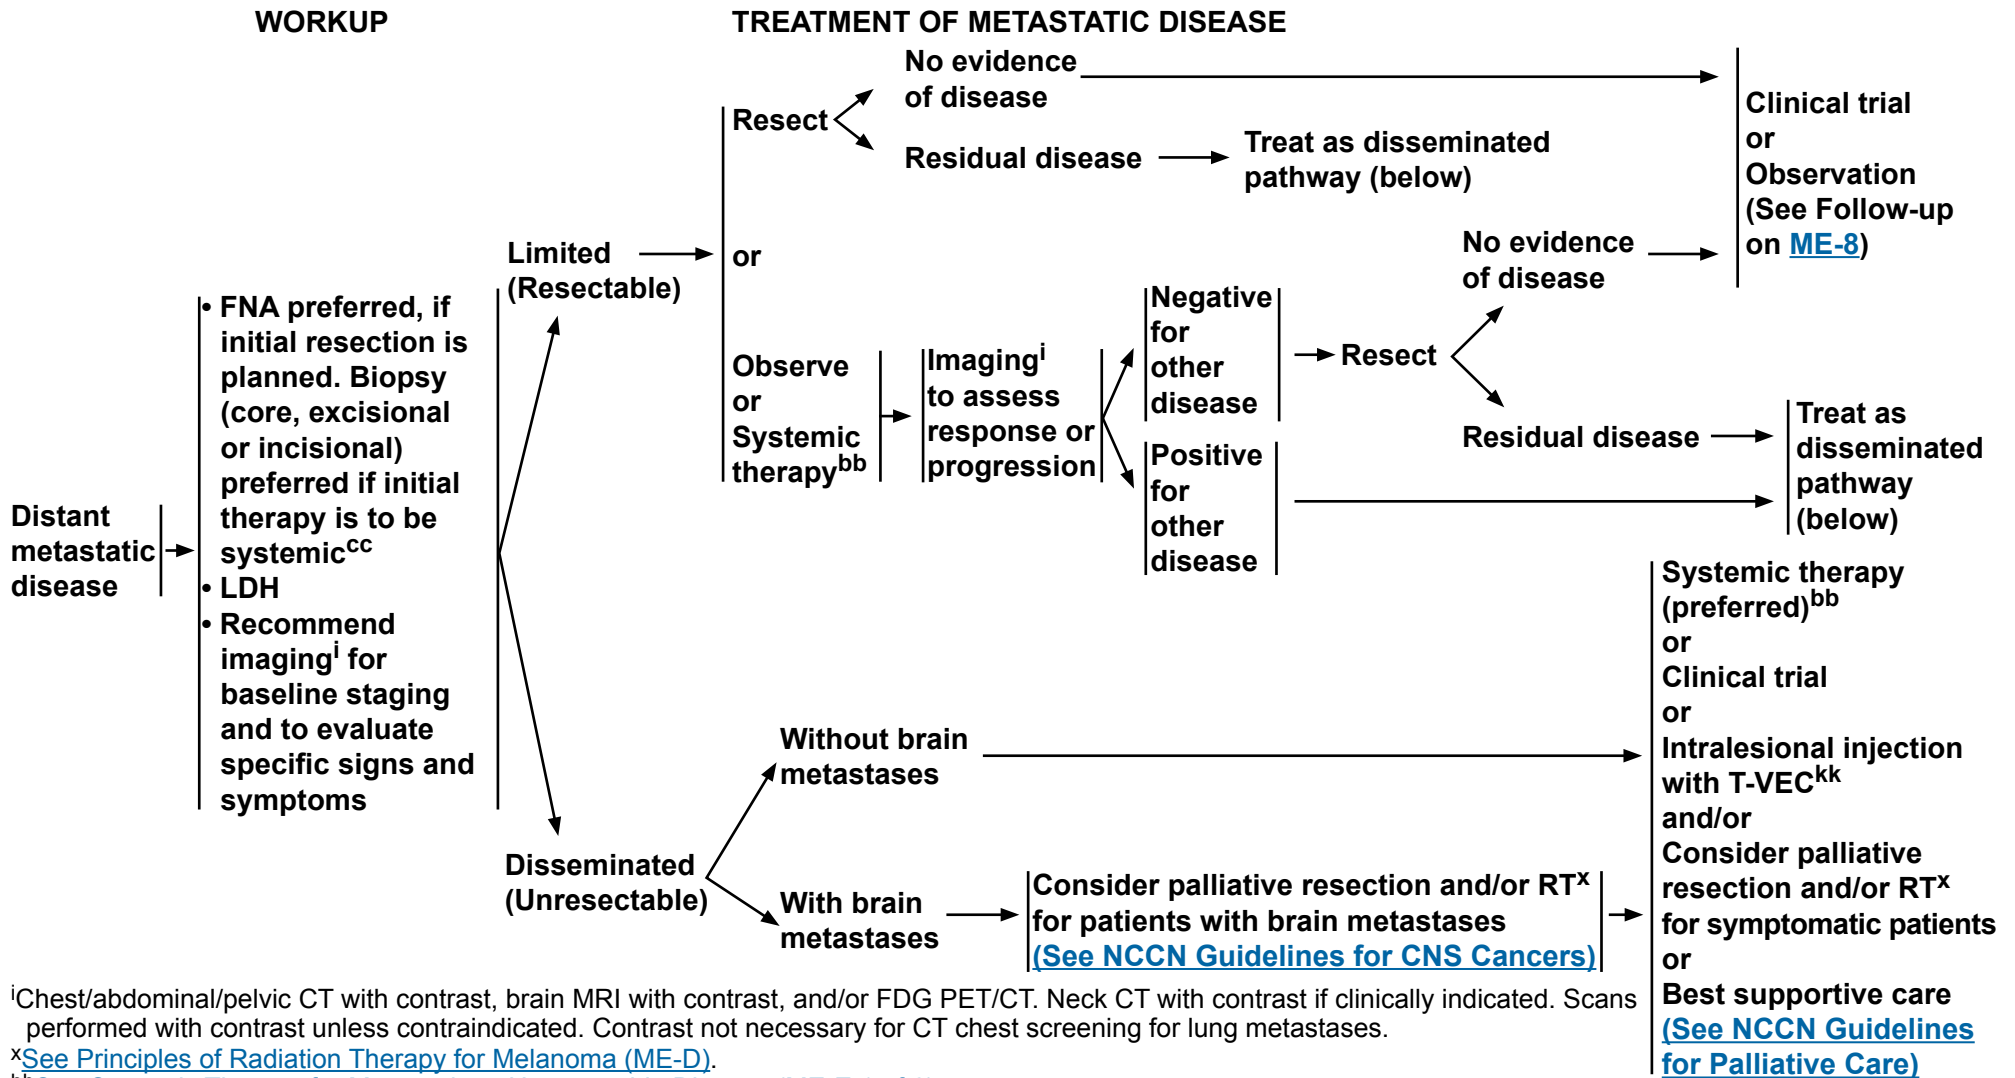 WORKUP
TREATMENT OF METASTATIC DISEASE
Distant
metastatic
disease
• FNA preferred, if
initial resection is
planned. Biopsy
(core, excisional
or incisional)
preferred if initial
therapy is to be
systemiccc
• LDH
• Recommend
imagingi for
baseline staging
and to evaluate
specific signs and
symptoms
Limited
(Resectable)
Resect
No evidence
of disease
Residual disease
Treat as disseminated
pathway (below)
or
Observe
or
Systemic
therapybb
Imagingi
to assess
response or
progression
Negative
for
other
disease
Positive
for
other
disease
Resect
No evidence
of disease
Residual disease
Clinical trial
or
Observation
(See Follow-up
on ME-8)
Treat as
disseminated
pathway
(below)
Disseminated
(Unresectable)
Without brain
metastases
With brain
metastases
Consider palliative resection and/or RTx
for patients with brain metastases
(See NCCN Guidelines for CNS Cancers)
Systemic therapy
(preferred)bb
or
Clinical trial
or
Intralesional injection
with T-VECkk
and/or
Consider palliative
resection and/or RTx
for symptomatic patients
or
Best supportive care
(See NCCN Guidelines
for Palliative Care)
iChest/abdominal/pelvic CT with contrast, brain MRI with contrast, and/or FDG PET/CT. Neck CT with contrast if clinically indicated. Scans
performed with contrast unless contraindicated. Contrast not necessary for CT chest screening for lung metastases.
xSee Principles of Radiation Therapy for Melanoma (ME-D).